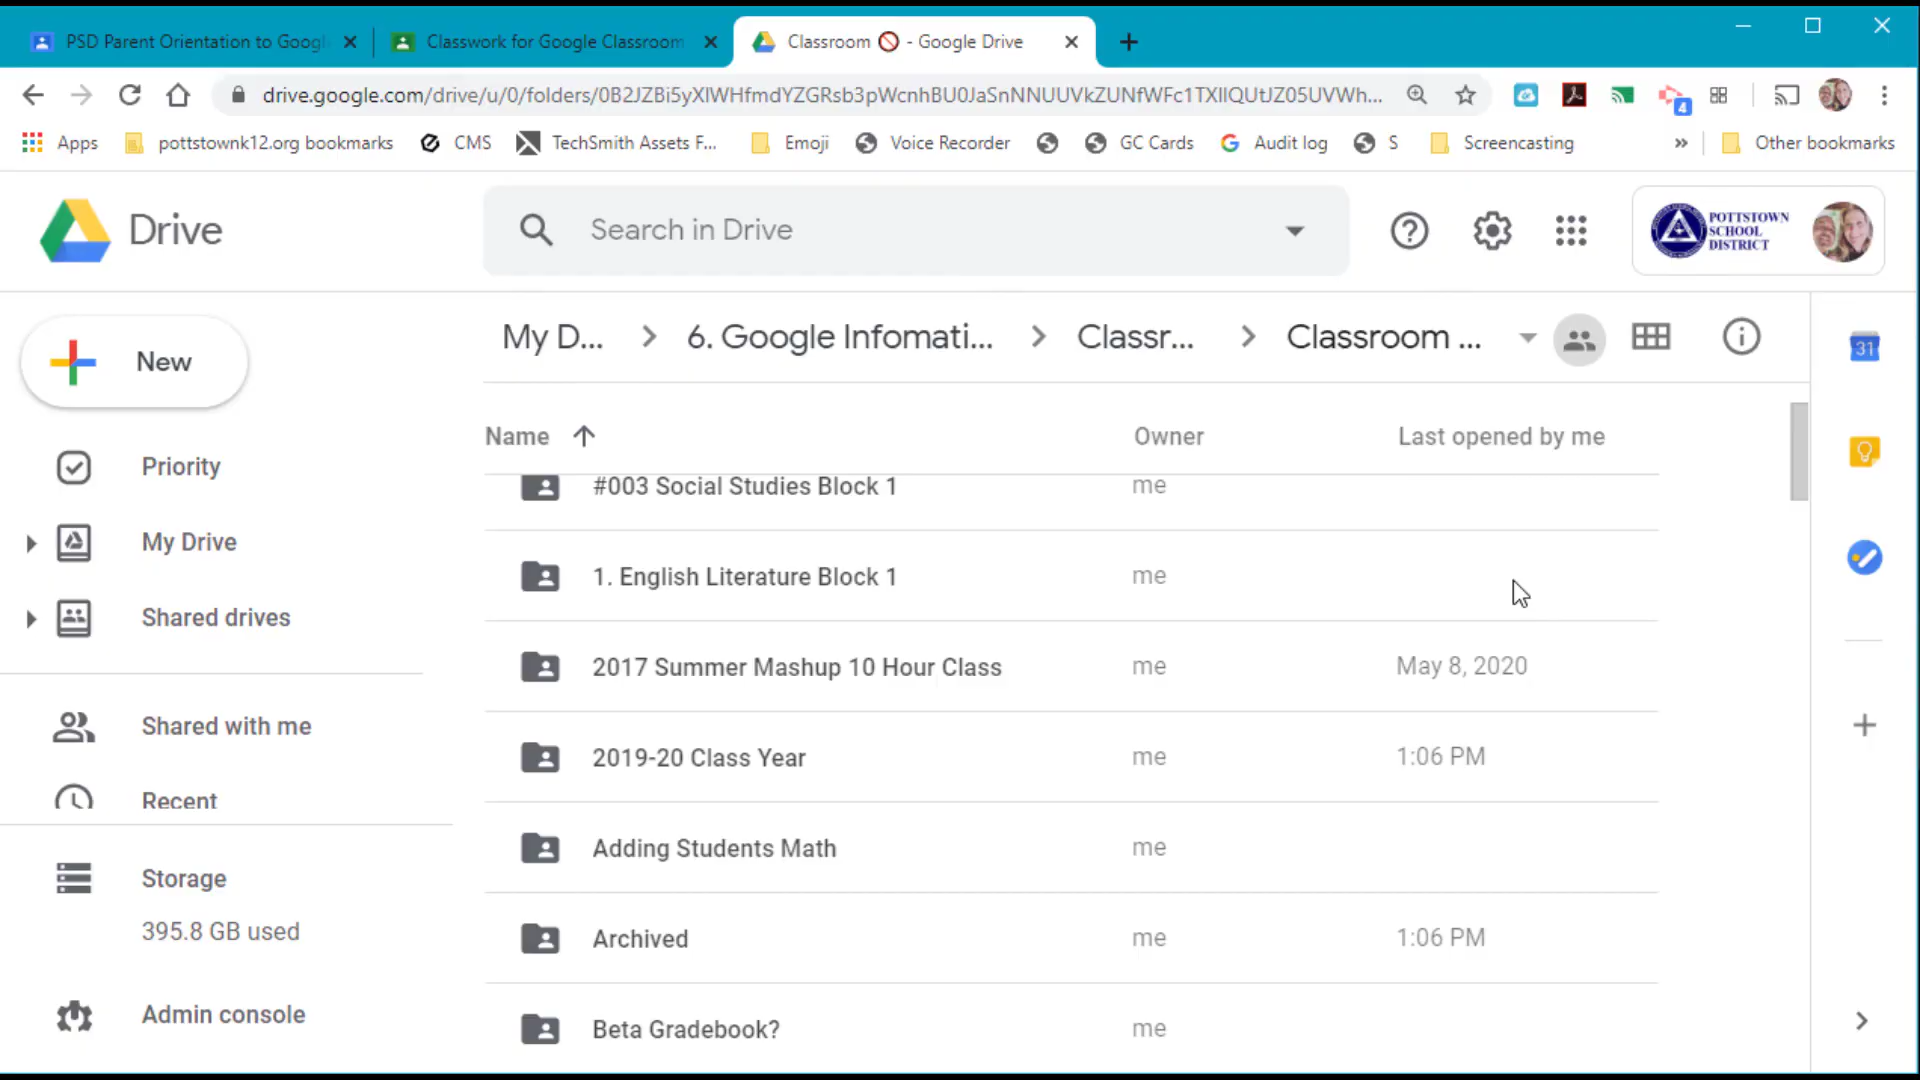 PSD Parent Orientation to Googl
Classwork for Google Classroom
Classroom 🚫 - Google Drive
drive.google.com/drive/u/0/folders/
Apps
pottstownk12.org bookmarks
CMS
TechSmith Assets F...
Emoji
Voice Recorder
GC Cards
Audit log
S
Screencasting
»
Other bookmarks
4
Drive
Search in Drive
POTTSTOWN
SCHOOL
DISTRICT
New
My D...
6. Google Infomati...
Classr...
Classroom ...
31
Name
Owner
Last opened by me
Priority
My Drive
Shared drives
Shared with me
Recent
Storage
395.8 GB used
Admin console
#003 Social Studies Block 1 me
1. English Literature Block 1 me
2017 Summer Mashup 10 Hour Class me May 8, 2020
2019-20 Class Year me 1:06 PM
Adding Students Math me
Archived me 1:06 PM
Beta Gradebook? me